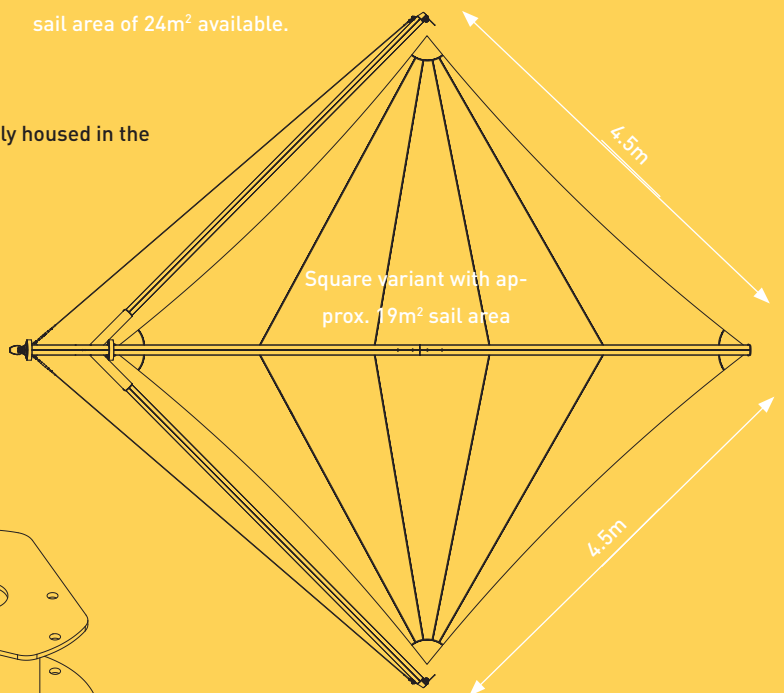 sail area of 24m² available.
ly housed in the
4.5m
Square variant with ap-
prox. 19m² sail area
4.5m